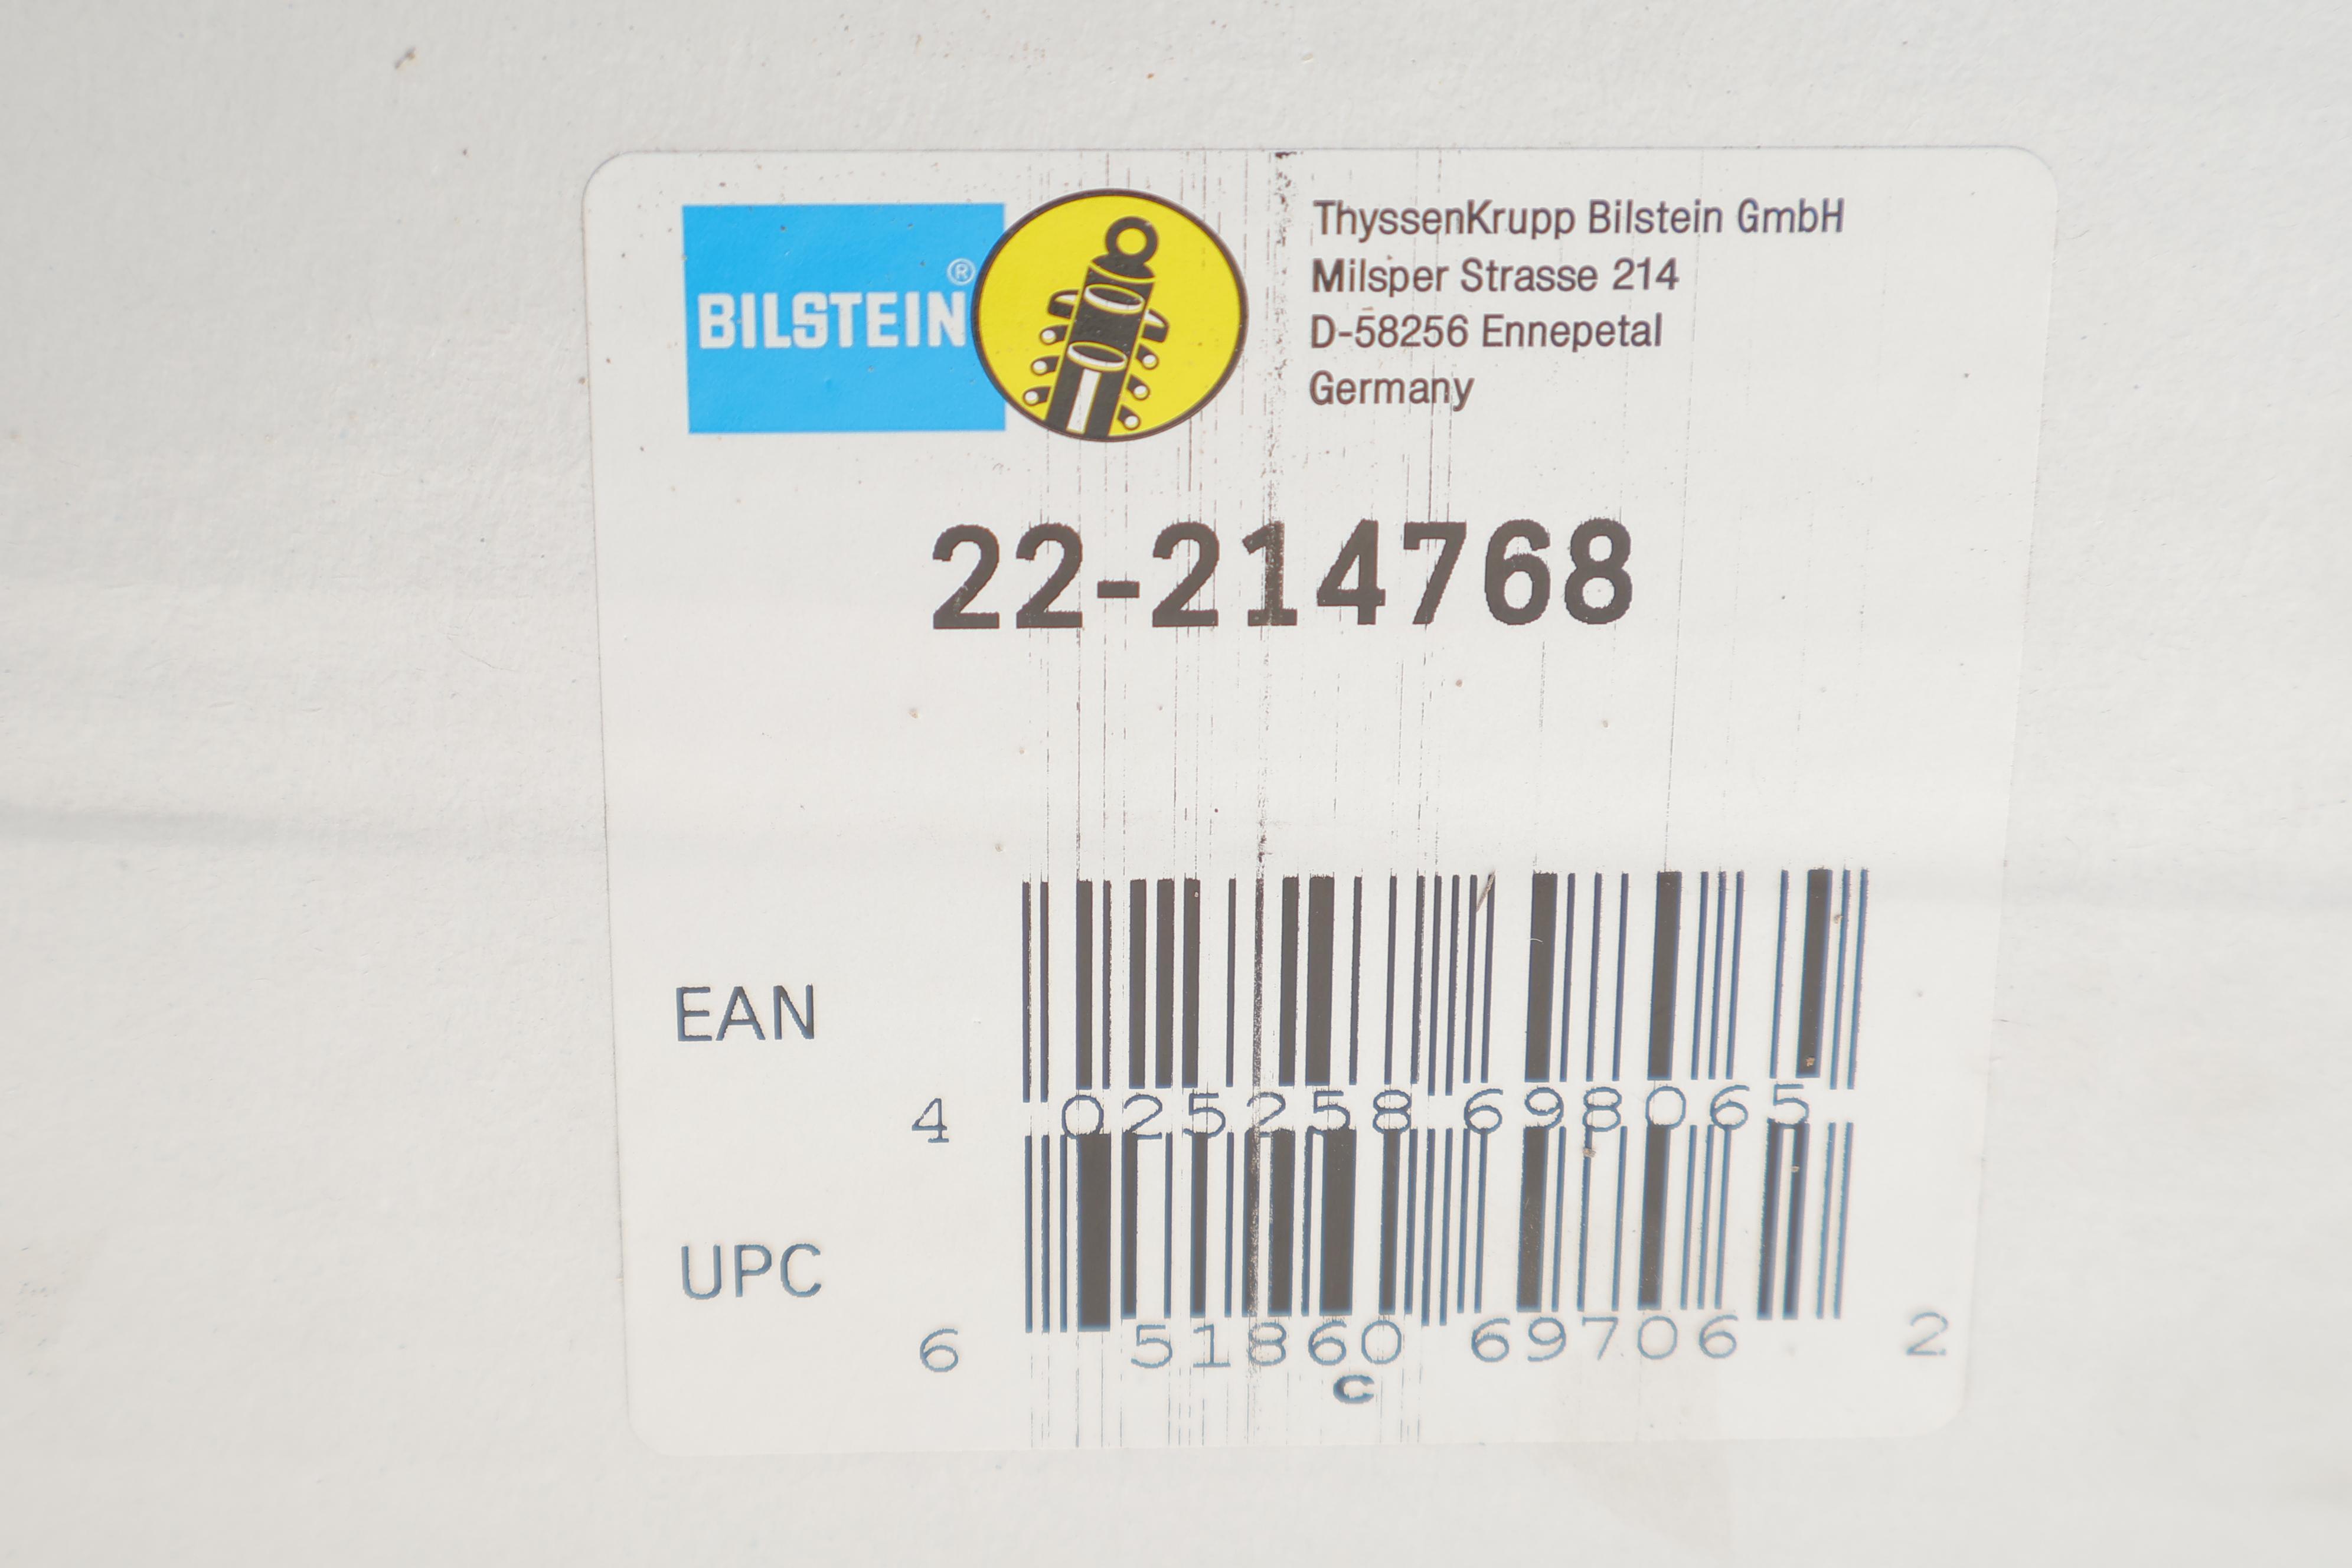 BILSTEIN®
ThyssenKrupp Bilstein GmbH
Milsper Strasse 214
D-58256 Ennepetal
Germany
22-214768
EAN
4 025258 698065
UPC
6 51860 69706 2
C